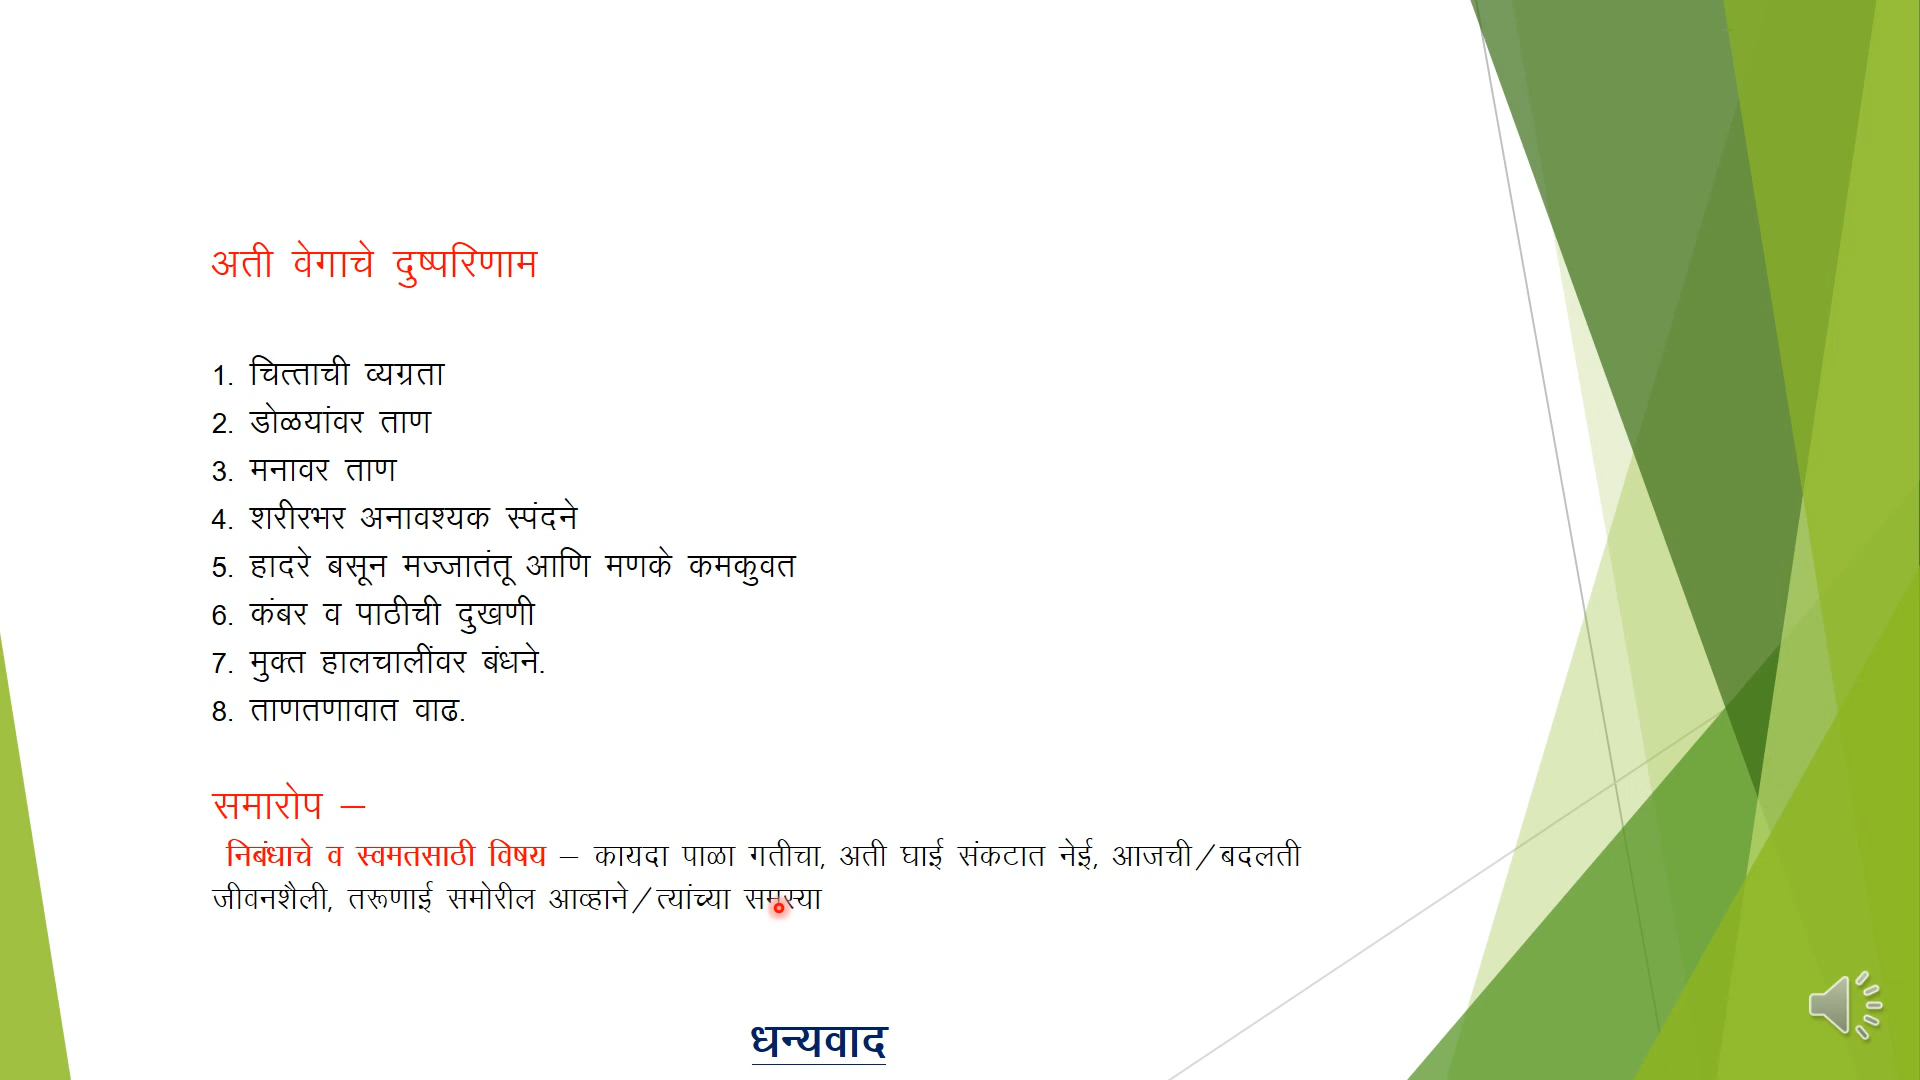 अती वेगाचे दुष्परिणाम
1. चित्ताची व्यग्रता
2. डोळयांवर ताण
3. मनावर ताण
4. शरीरभर अनावश्यक स्पंदने
5. हादरे बसून मज्जातंतू आणि मणके कमकुवत
6. कंबर व पाठीची दुखणी
7. मुक्त हालचालींवर बंधने.
8. ताणतणावात वाढ.
समारोप –
निबंधाचे व स्वमतसाठी विषय – कायदा पाळा गतीचा, अती घाई संकटात नेई, आजची/बदलती
जीवनशैली, तरूणाई समोरील आव्हाने/त्यांच्या समस्या
धन्यवाद